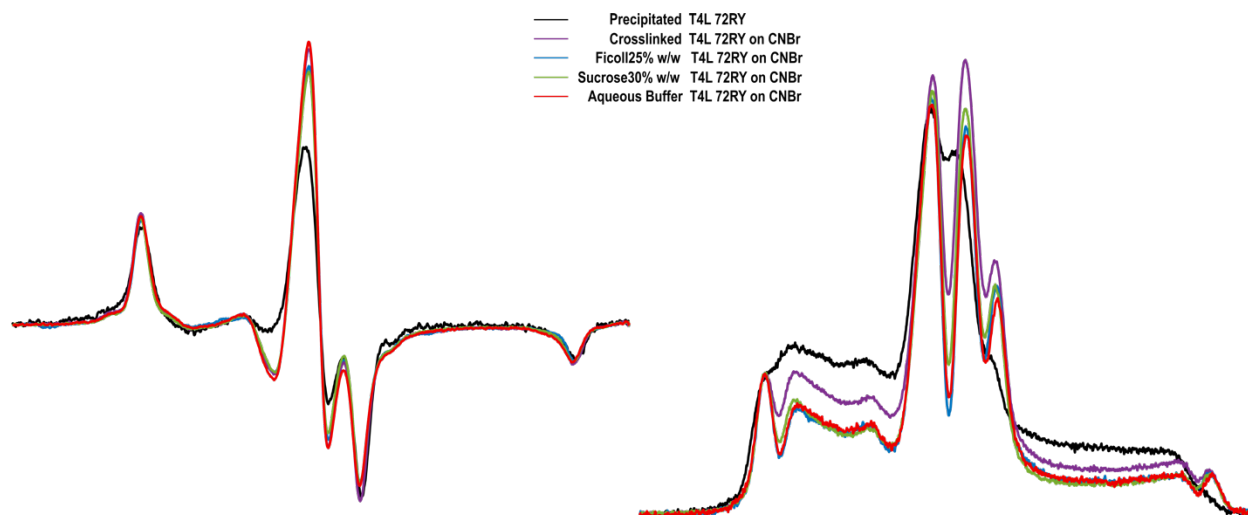 Precipitated T4L 72RY
Crosslinked T4L 72RY on CNBr
Ficoll25% w/w T4L 72RY on CNBr
Sucrose30% w/w T4L 72RY on CNBr
Aqueous Buffer T4L 72RY on CNBr